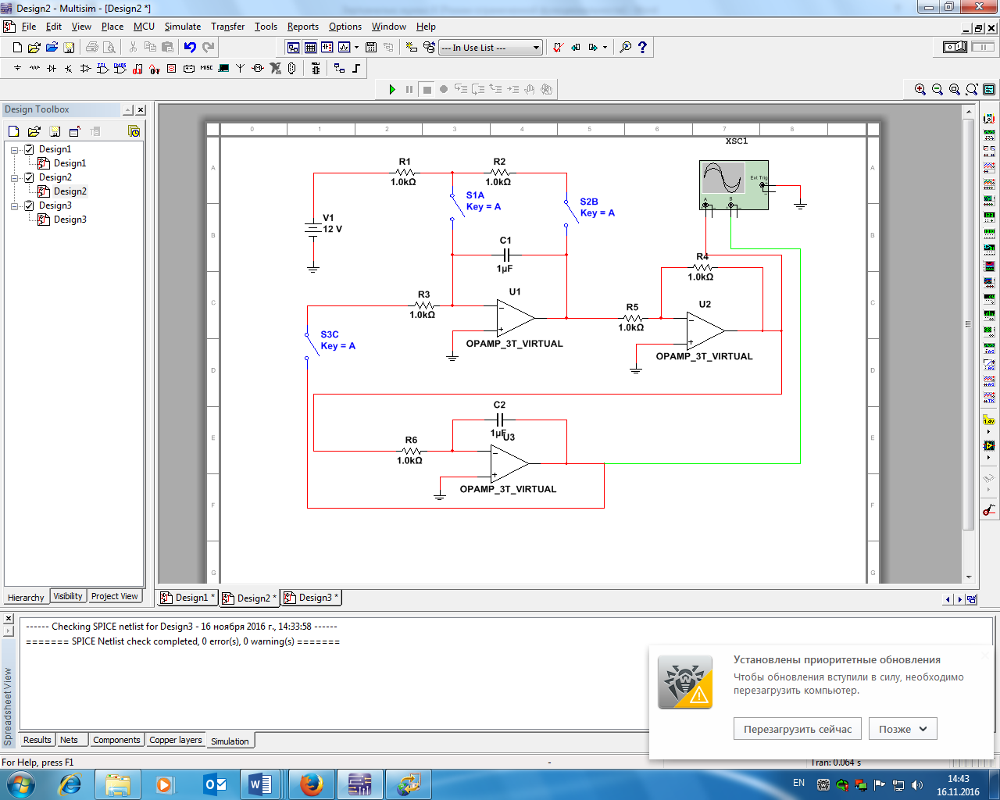 Design2 - Multisim - [Design2 *]
File Edit View Place MCU Simulate Transfer Tools Reports Options Window Help
--- In Use List ---
MISC
Design Toolbox
Design1
Design1
Design2
Design2
Design3
Design3
Hierarchy Visibility Project View
0 1 2 3 4 5 6 7 8
A
B
C
D
E
F
G
A
B
C
D
E
F
G
XSC1
Ext Trig
A B
R1
1.0kΩ
R2
1.0kΩ
S1A
Key = A
S2B
Key = A
V1
12 V
C1
1µF
R4
1.0kΩ
R3
1.0kΩ
U1
OPAMP_3T_VIRTUAL
R5
1.0kΩ
U2
OPAMP_3T_VIRTUAL
S3C
Key = A
C2
1µF
U3
R6
1.0kΩ
OPAMP_3T_VIRTUAL
Design1 * Design2 * Design3 *
------ Checking SPICE netlist for Design3 - 16 ноября 2016 г., 14:33:58 ------
======= SPICE Netlist check completed, 0 error(s), 0 warning(s) =======
Spreadsheet View
Results Nets Components Copper layers Simulation
Установлены приоритетные обновления
Чтобы обновления вступили в силу, необходимо
перезагрузить компьютер.
Перезагрузить сейчас Позже
For Help, press F1
-
Tran: 0.064 s
EN
14:43
16.11.2016